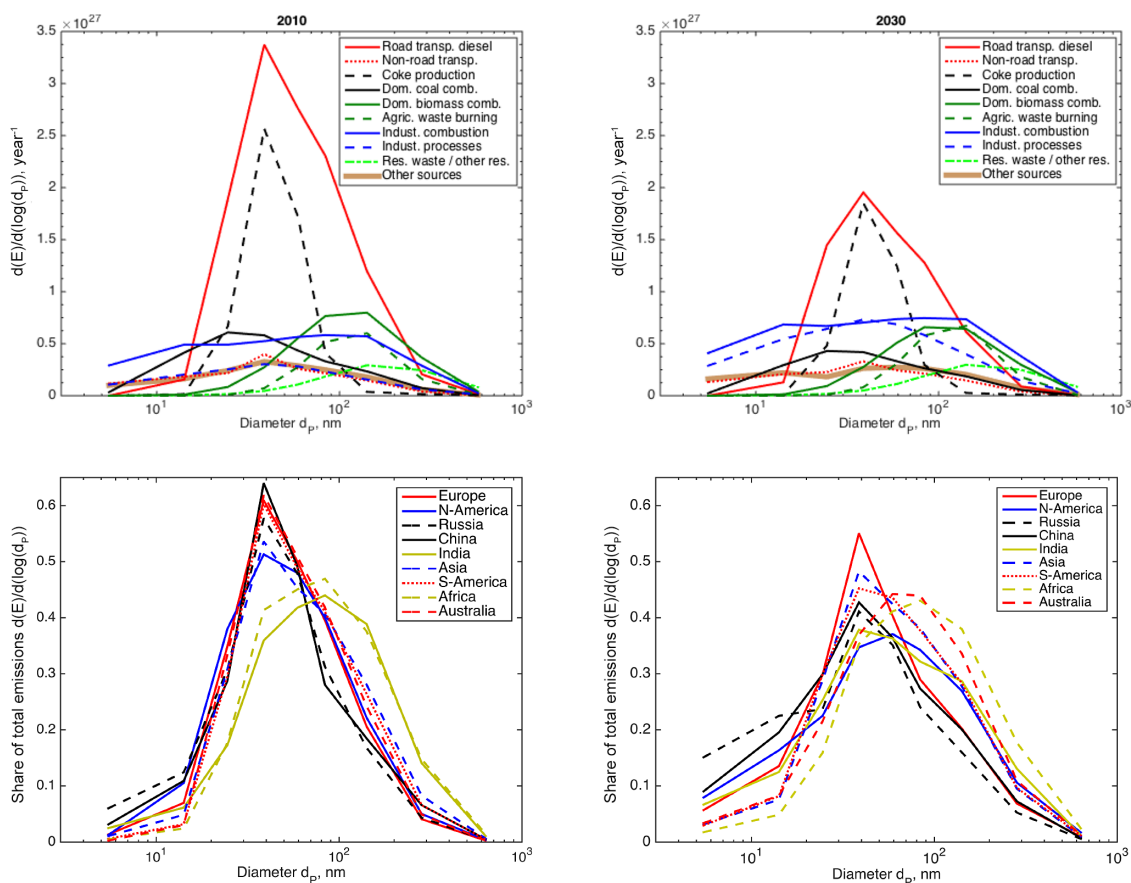 2010
×10^27
3.5
3
2.5
2
1.5
1
0.5
0
d(E)/d(log(d_P)), year^-1
Road transp. diesel
Non-road transp.
Coke production
Dom. coal comb.
Dom. biomass comb.
Agric. waste burning
Indust. combustion
Indust. processes
Res. waste / other res.
Other sources
10^1
10^2
10^3
Diameter d_P, nm
2030
×10^27
3.5
3
2.5
2
1.5
1
0.5
0
d(E)/d(log(d_P)), year^-1
Road transp. diesel
Non-road transp.
Coke production
Dom. coal comb.
Dom. biomass comb.
Agric. waste burning
Indust. combustion
Indust. processes
Res. waste / other res.
Other sources
10^1
10^2
10^3
Diameter d_P, nm
0.6
0.5
0.4
0.3
0.2
0.1
0
Share of total emissions d(E)/d(log(d_P))
Europe
N-America
Russia
China
India
Asia
S-America
Africa
Australia
10^1
10^2
10^3
Diameter d_P, nm
0.6
0.5
0.4
0.3
0.2
0.1
0
Share of total emissions d(E)/d(log(d_P))
Europe
N-America
Russia
China
India
Asia
S-America
Africa
Australia
10^1
10^2
10^3
Diameter d_P, nm